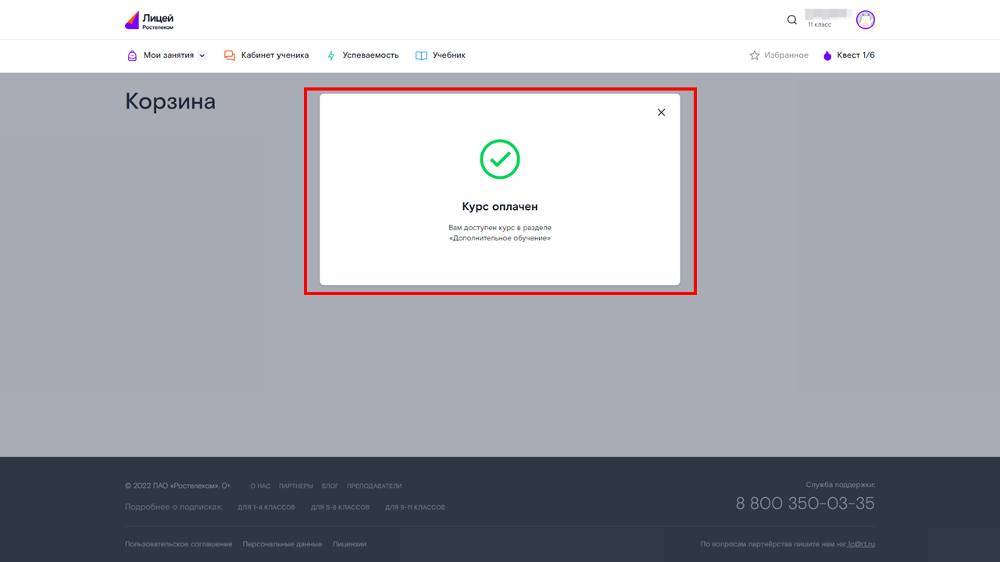 Лицей
Ростелеком
11 класс
Мои занятия
Кабинет ученика
Успеваемость
Учебник
Избранное
Квест 1/6
Корзина
Курс оплачен
Вам доступен курс в разделе
«Дополнительное обучение»
© 2022 ПАО «Ростелеком». 0+
О НАС
ПАРТНЕРЫ
БЛОГ
ПРЕПОДАВАТЕЛИ
Служба поддержки:
8 800 350-03-35
Подробнее о подписках:
ДЛЯ 1-4 КЛАССОВ
ДЛЯ 5-8 КЛАССОВ
ДЛЯ 9-11 КЛАССОВ
Пользовательское соглашение
Персональные данные
Лицензии
По вопросам партнёрства пишите нам на: lc@rt.ru